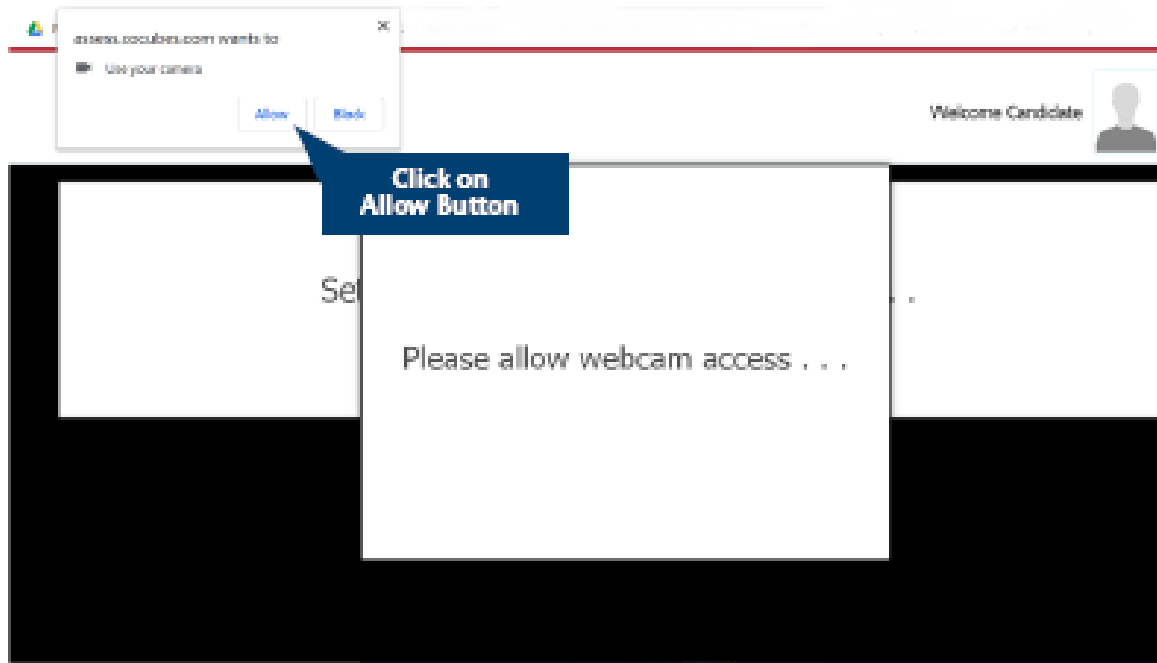 assess.cocubes.com wants to
Use your camera
Allow
Block
Welcome Candidate
Click on
Allow Button
Set
. .
Please allow webcam access . . .